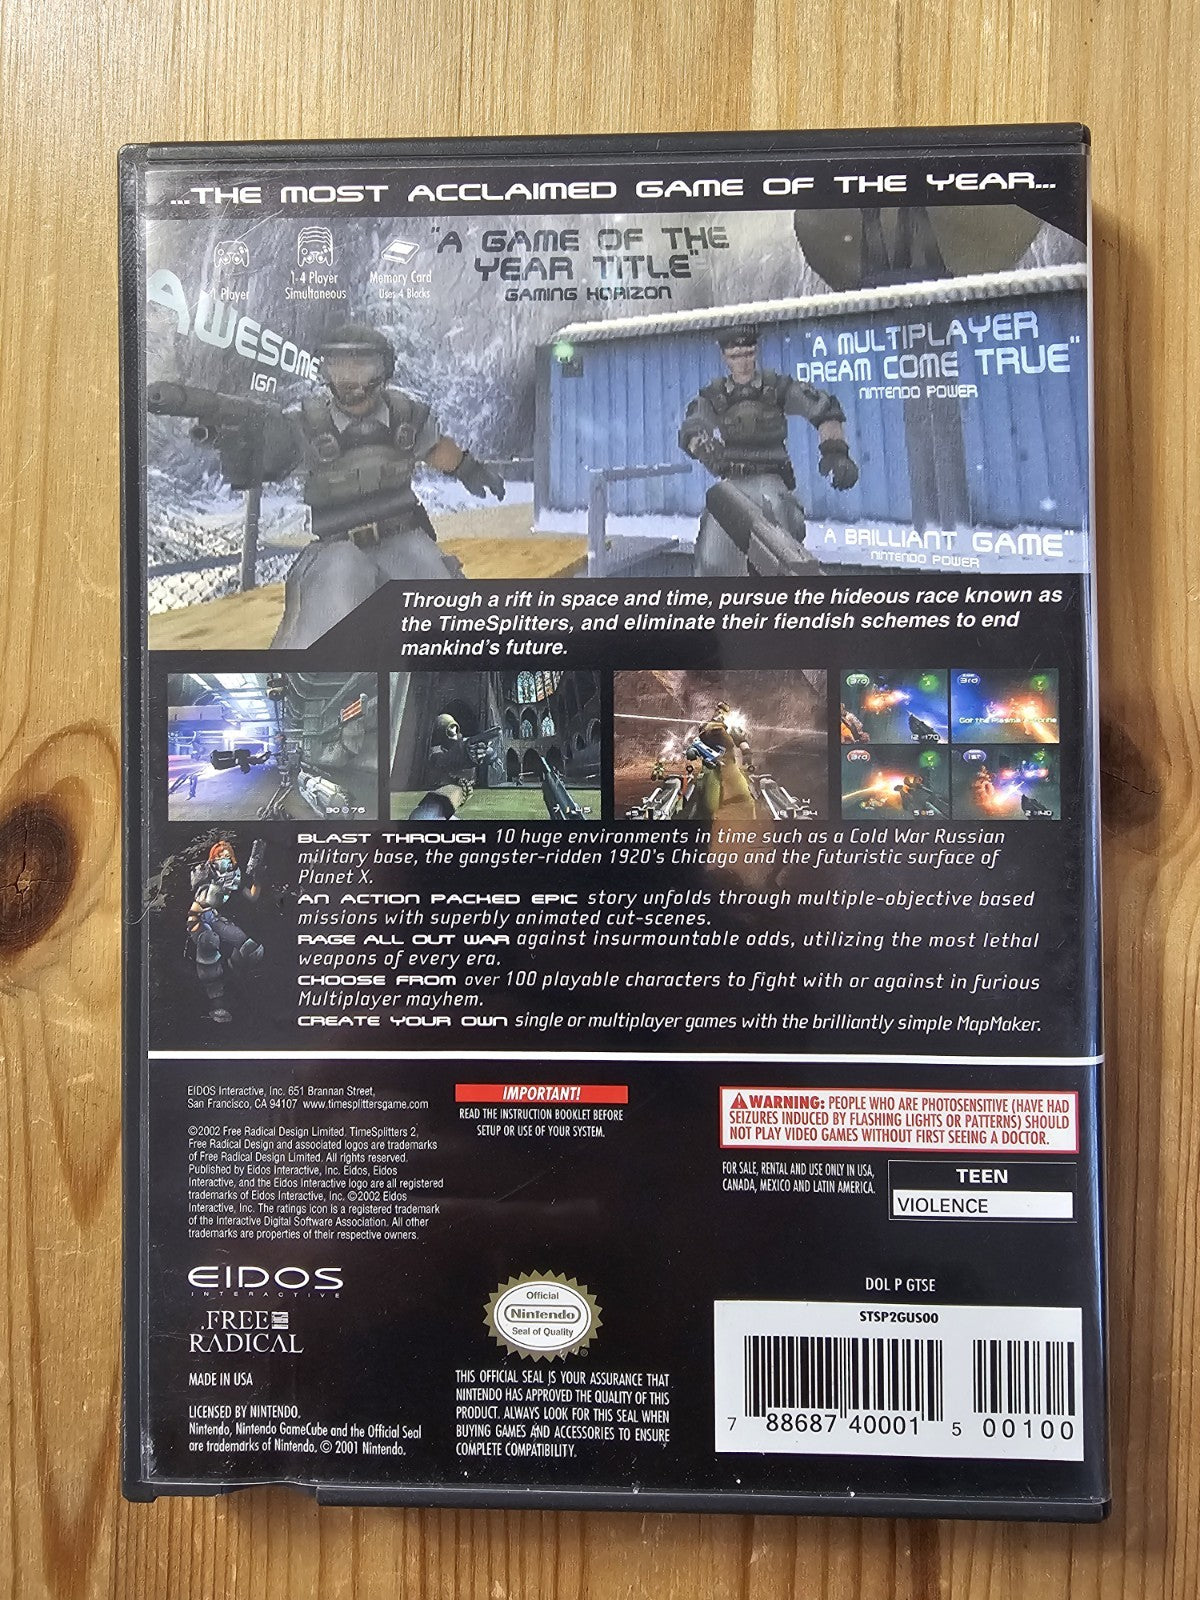 ...THE MOST ACCLAIMED GAME OF THE YEAR...
"A GAME OF THE
YEAR TITLE"
GAMING HORIZON
1 Player
1-4 Player
Simultaneous
Memory Card
Uses 4 Blocks
AWESOME"
IGN
"A MULTIPLAYER
DREAM COME TRUE"
NINTENDO POWER
"A BRILLIANT GAME"
NINTENDO POWER
Through a rift in space and time, pursue the hideous race known as
the TimeSplitters, and eliminate their fiendish schemes to end
mankind's future.
BLAST THROUGH 10 huge environments in time such as a Cold War Russian
military base, the gangster-ridden 1920's Chicago and the futuristic surface of
Planet X.
AN ACTION PACKED EPIC story unfolds through multiple-objective based
missions with superbly animated cut-scenes.
RAGE ALL OUT WAR against insurmountable odds, utilizing the most lethal
weapons of every era.
CHOOSE FROM over 100 playable characters to fight with or against in furious
Multiplayer mayhem.
CREATE YOUR OWN single or multiplayer games with the brilliantly simple MapMaker.
EIDOS Interactive, Inc. 651 Brannan Street,
San Francisco, CA 94107 www.timesplittersgame.com
©2002 Free Radical Design Limited. TimeSplitters 2,
Free Radical Design and associated logos are trademarks
of Free Radical Design Limited. All rights reserved.
Published by Eidos Interactive, Inc. Eidos, Eidos
Interactive, and the Eidos Interactive logo are all registered
trademarks of Eidos Interactive, Inc. ©2002 Eidos
Interactive, Inc. The ratings icon is a registered trademark
of the Interactive Digital Software Association. All other
trademarks are properties of their respective owners.
EIDOS
INTERACTIVE
.FREE
RADICAL
MADE IN USA
LICENSED BY NINTENDO.
Nintendo, Nintendo GameCube and the Official Seal
are trademarks of Nintendo. © 2001 Nintendo.
IMPORTANT!
READ THE INSTRUCTION BOOKLET BEFORE
SETUP OR USE OF YOUR SYSTEM.
Official
Nintendo
Seal of Quality
®
THIS OFFICIAL SEAL IS YOUR ASSURANCE THAT
NINTENDO HAS APPROVED THE QUALITY OF THIS
PRODUCT. ALWAYS LOOK FOR THIS SEAL WHEN
BUYING GAMES AND ACCESSORIES TO ENSURE
COMPLETE COMPATIBILITY.
WARNING: PEOPLE WHO ARE PHOTOSENSITIVE (HAVE HAD
SEIZURES INDUCED BY FLASHING LIGHTS OR PATTERNS) SHOULD
NOT PLAY VIDEO GAMES WITHOUT FIRST SEEING A DOCTOR.
FOR SALE, RENTAL AND USE ONLY IN USA,
CANADA, MEXICO AND LATIN AMERICA.
TEEN
VIOLENCE
DOL P GTSE
STSP2GUS00
7 88687 40001 5 00100